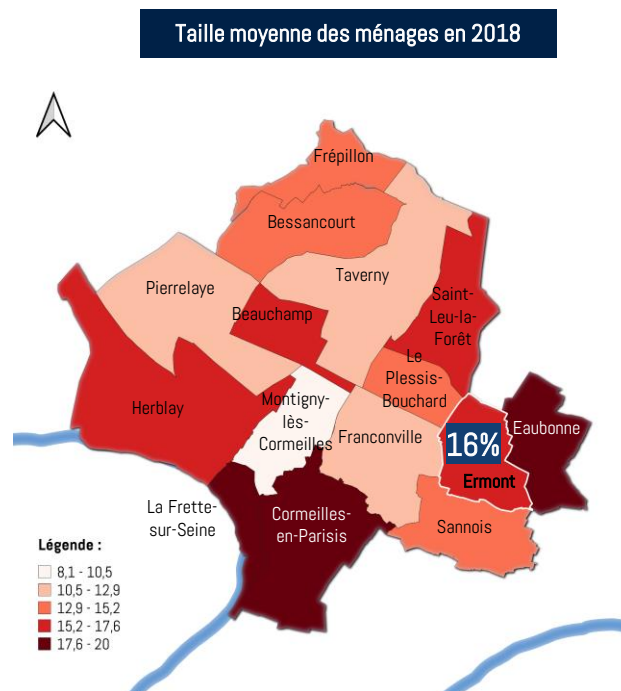 Taille moyenne des ménages en 2018
Frépillon
Bessancourt
Taverny
Pierrelaye
Beauchamp
Saint-
Leu-la-
Forêt
Le
Plessis-
Bouchard
Herblay
Montigny-
lès-
Cormeilles
Franconville
16%
Eaubonne
Ermont
La Frette-
sur-Seine
Cormeilles-
en-Parisis
Sannois
Légende :
8,1 - 10,5
10,5 - 12,9
12,9 - 15,2
15,2 - 17,6
17,6 - 20